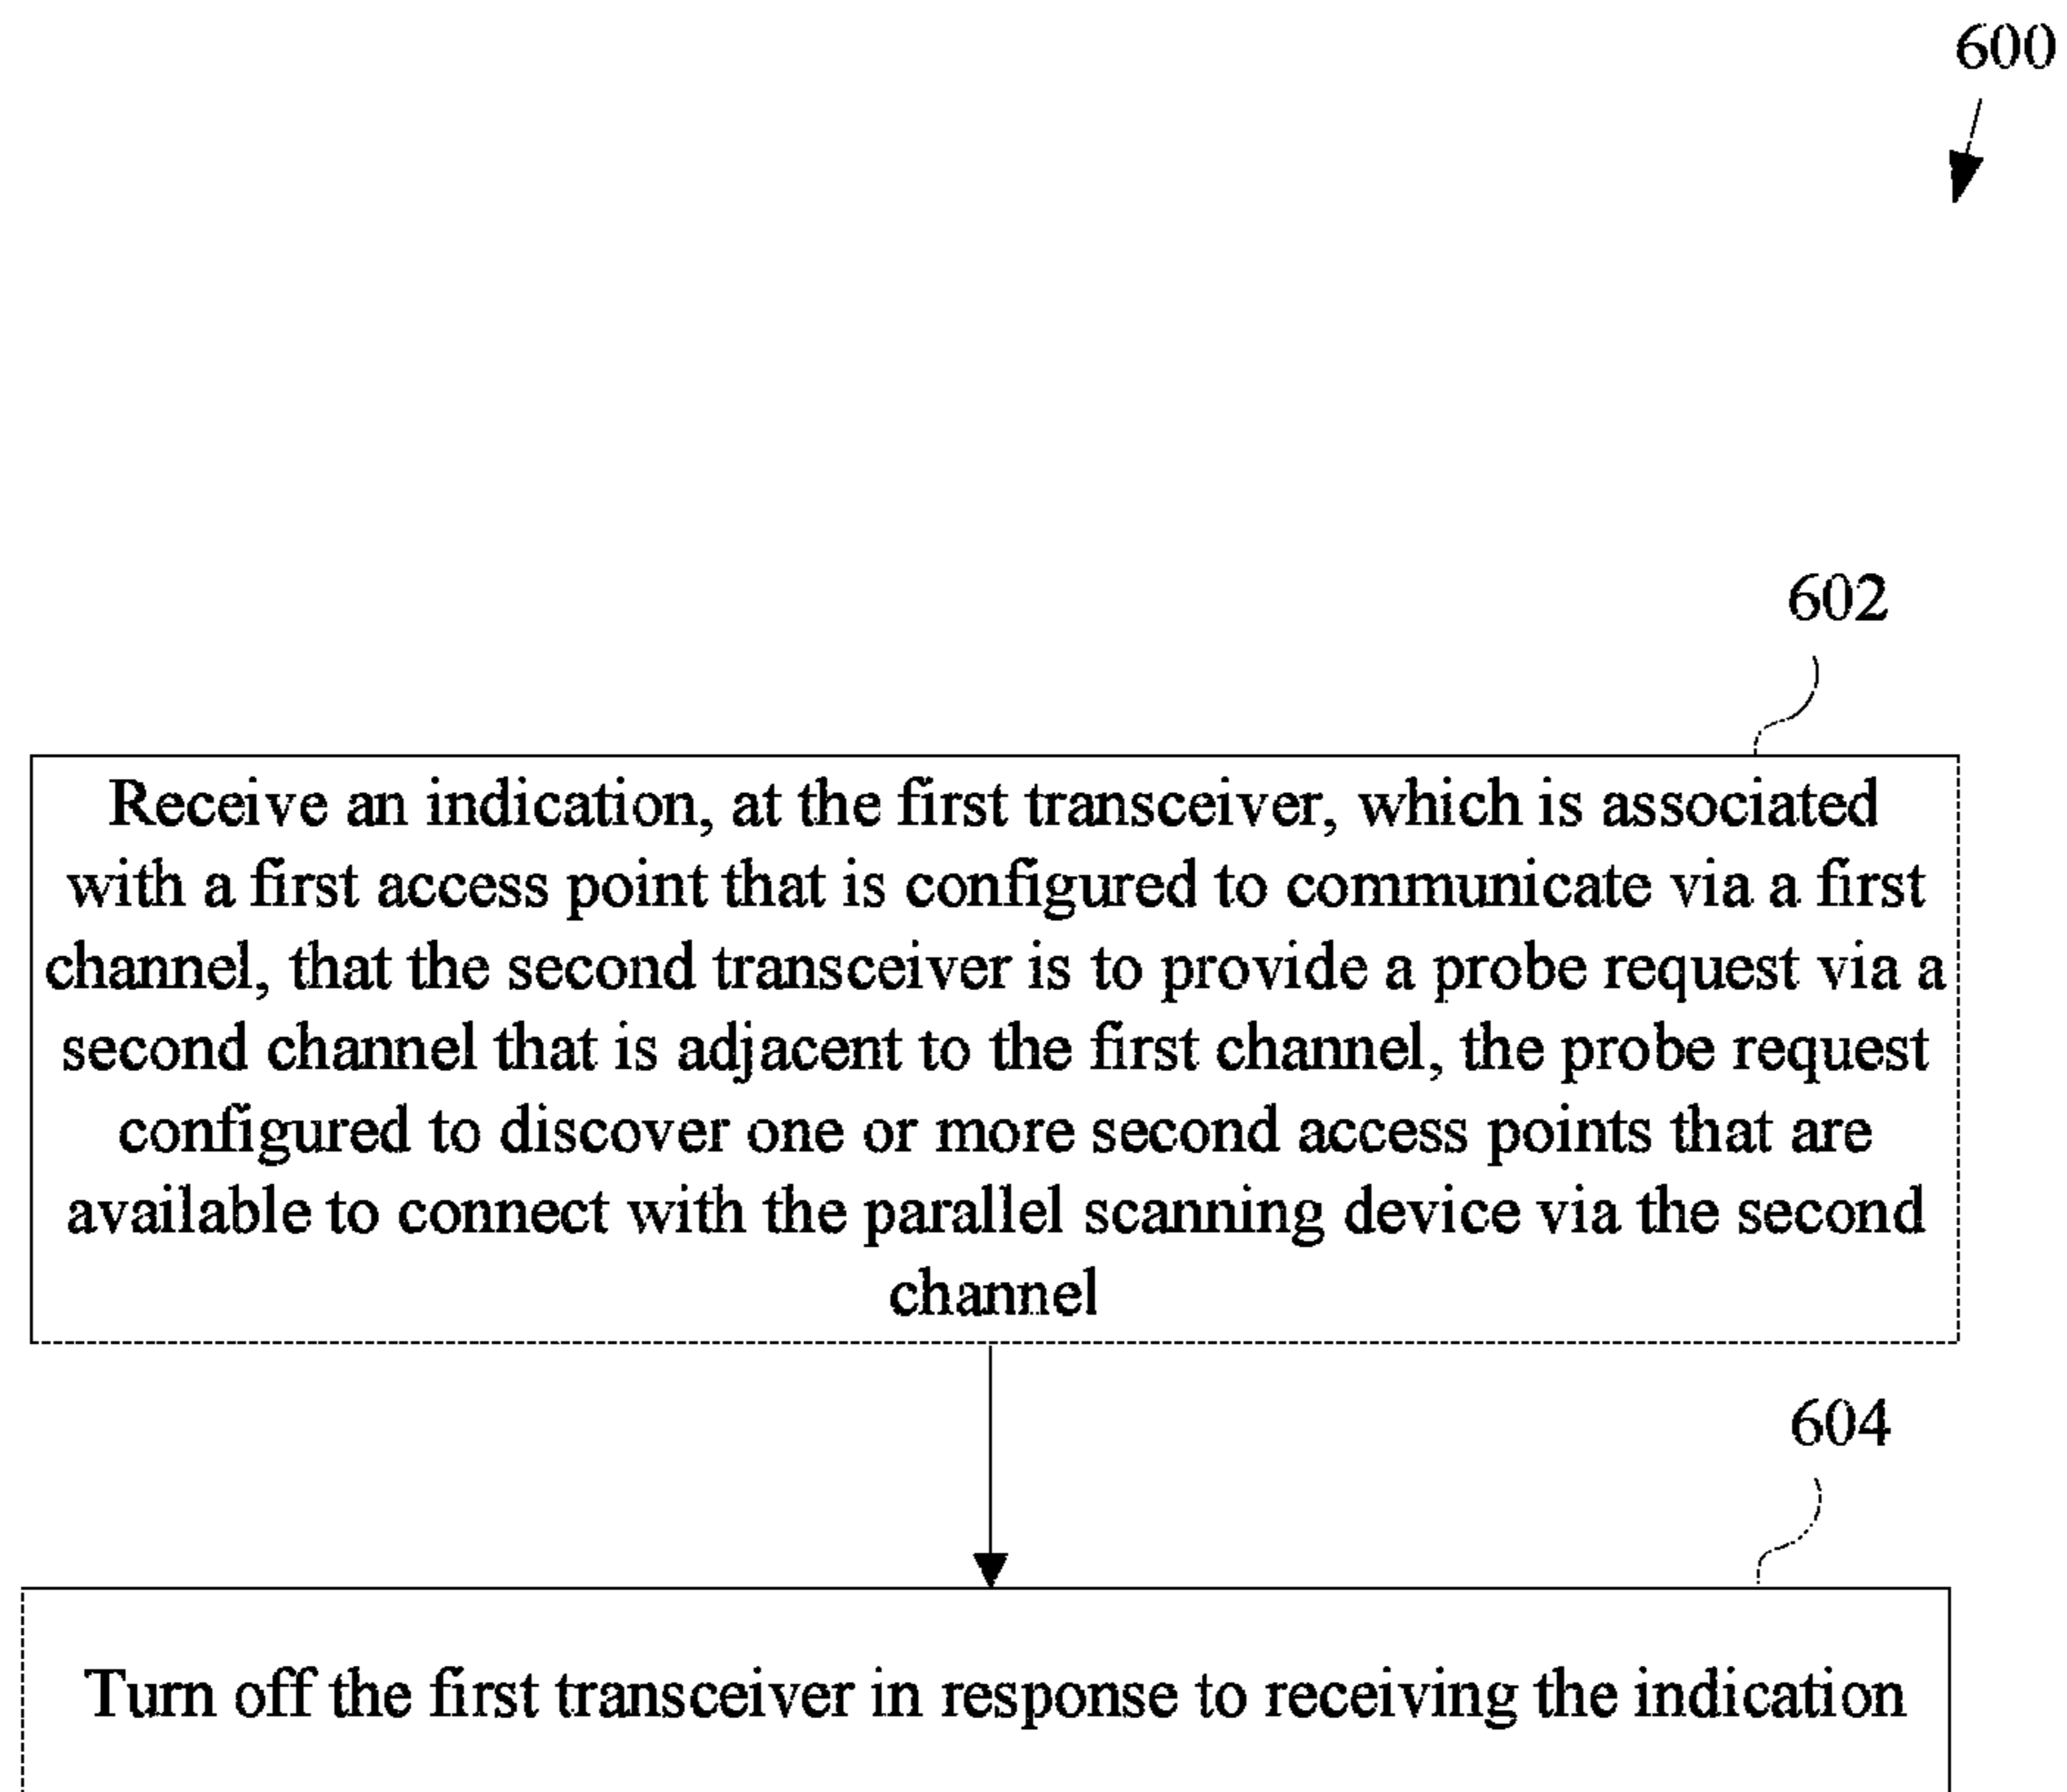 600
602
Receive an indication, at the first transceiver, which is associated
with a first access point that is configured to communicate via a first
channel, that the second transceiver is to provide a probe request via a
second channel that is adjacent to the first channel, the probe request
configured to discover one or more second access points that are
available to connect with the parallel scanning device via the second
channel
604
Turn off the first transceiver in response to receiving the indication